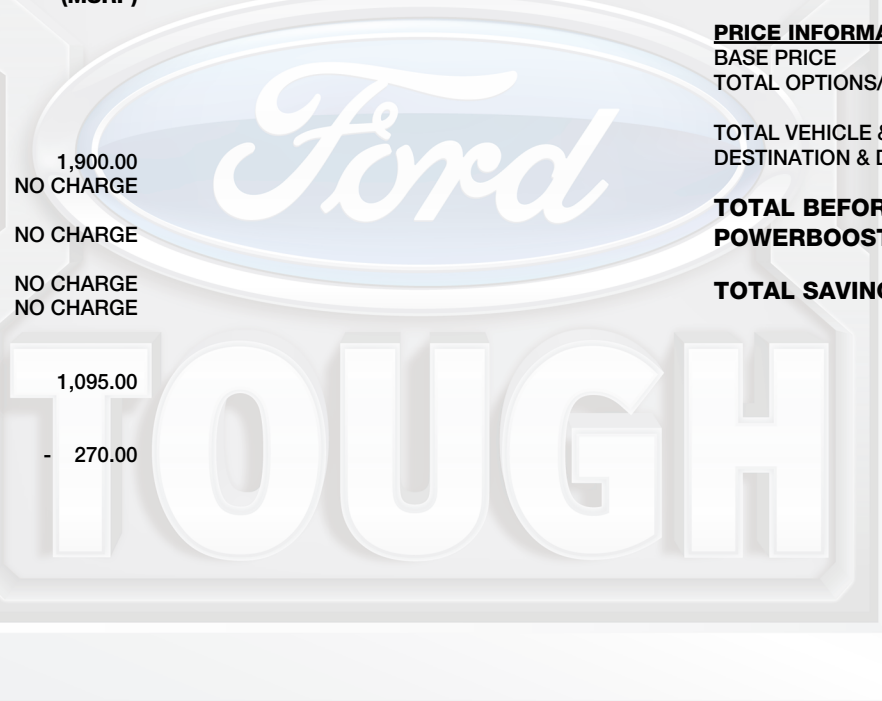 (MSRP)
1,900.00
NO CHARGE
NO CHARGE
NO CHARGE
NO CHARGE
1,095.00
- 270.00
PRICE INFORMA
BASE PRICE
TOTAL OPTIONS/
TOTAL VEHICLE &
DESTINATION & D
TOTAL BEFOR
POWERBOOST
TOTAL SAVING
Ford
TOUGH